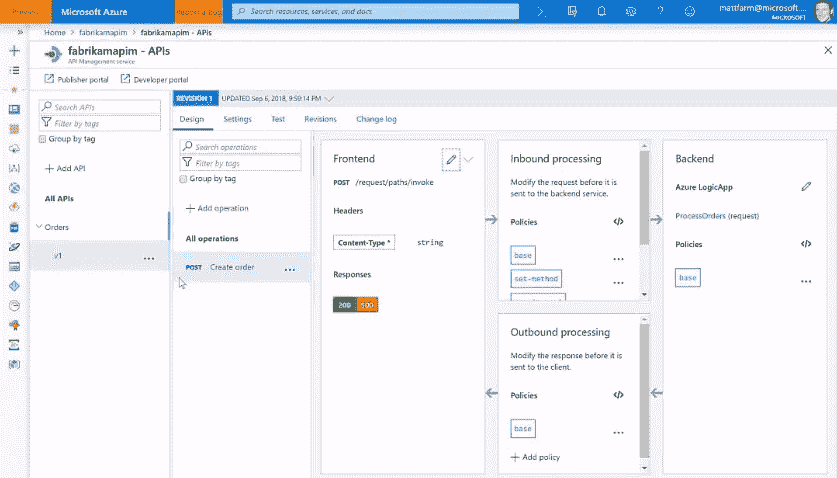 Preview
Microsoft Azure
Report a bug
Search resources, services, and docs
mattfarm@microsoft....
MICROSOFT
Home > fabrikamapim > fabrikamapim - APIs
fabrikamapim - APIs
API Management service
Publisher portal
Developer portal
Search APIs
Filter by tags
Group by tag
Add API
All APIs
Orders
v1
REVISION 1
UPDATED Sep 6, 2018, 9:59:14 PM
Design
Settings
Test
Revisions
Change log
Search operations
Filter by tags
Group by tag
Add operation
All operations
POST Create order
Frontend
POST /request/paths/invoke
Headers
Content-Type * string
Responses
200 500
Inbound processing
Modify the request before it is
sent to the backend service.
Policies
base
set-method
Outbound processing
Modify the response before it is
sent to the client.
Policies
base
Add policy
Backend
Azure LogicApp
ProcessOrders (request)
Policies
base